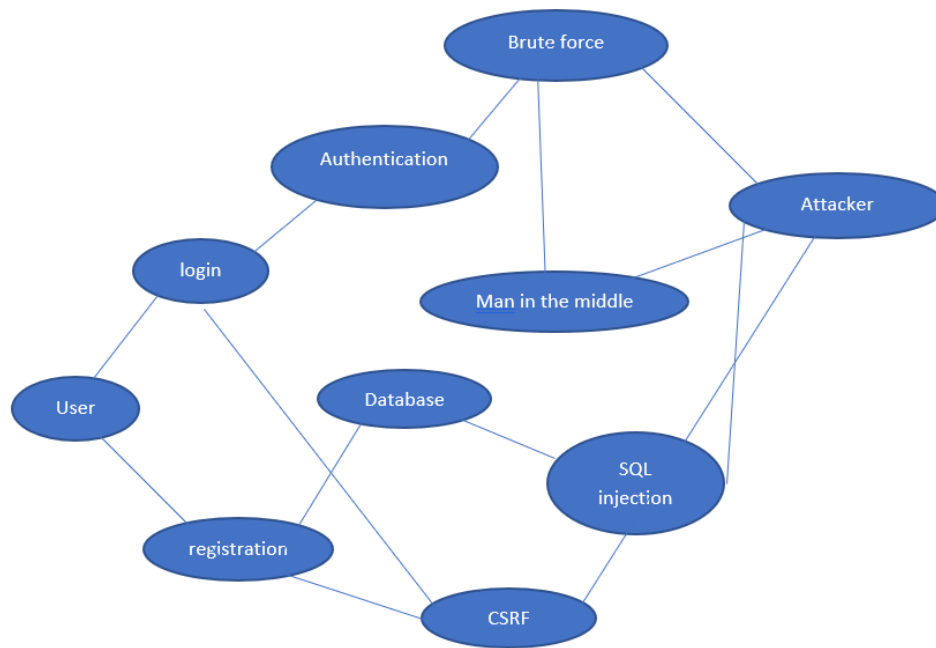 Brute force
Authentication
Attacker
login
Man in the middle
User
Database
SQL
injection
registration
CSRF